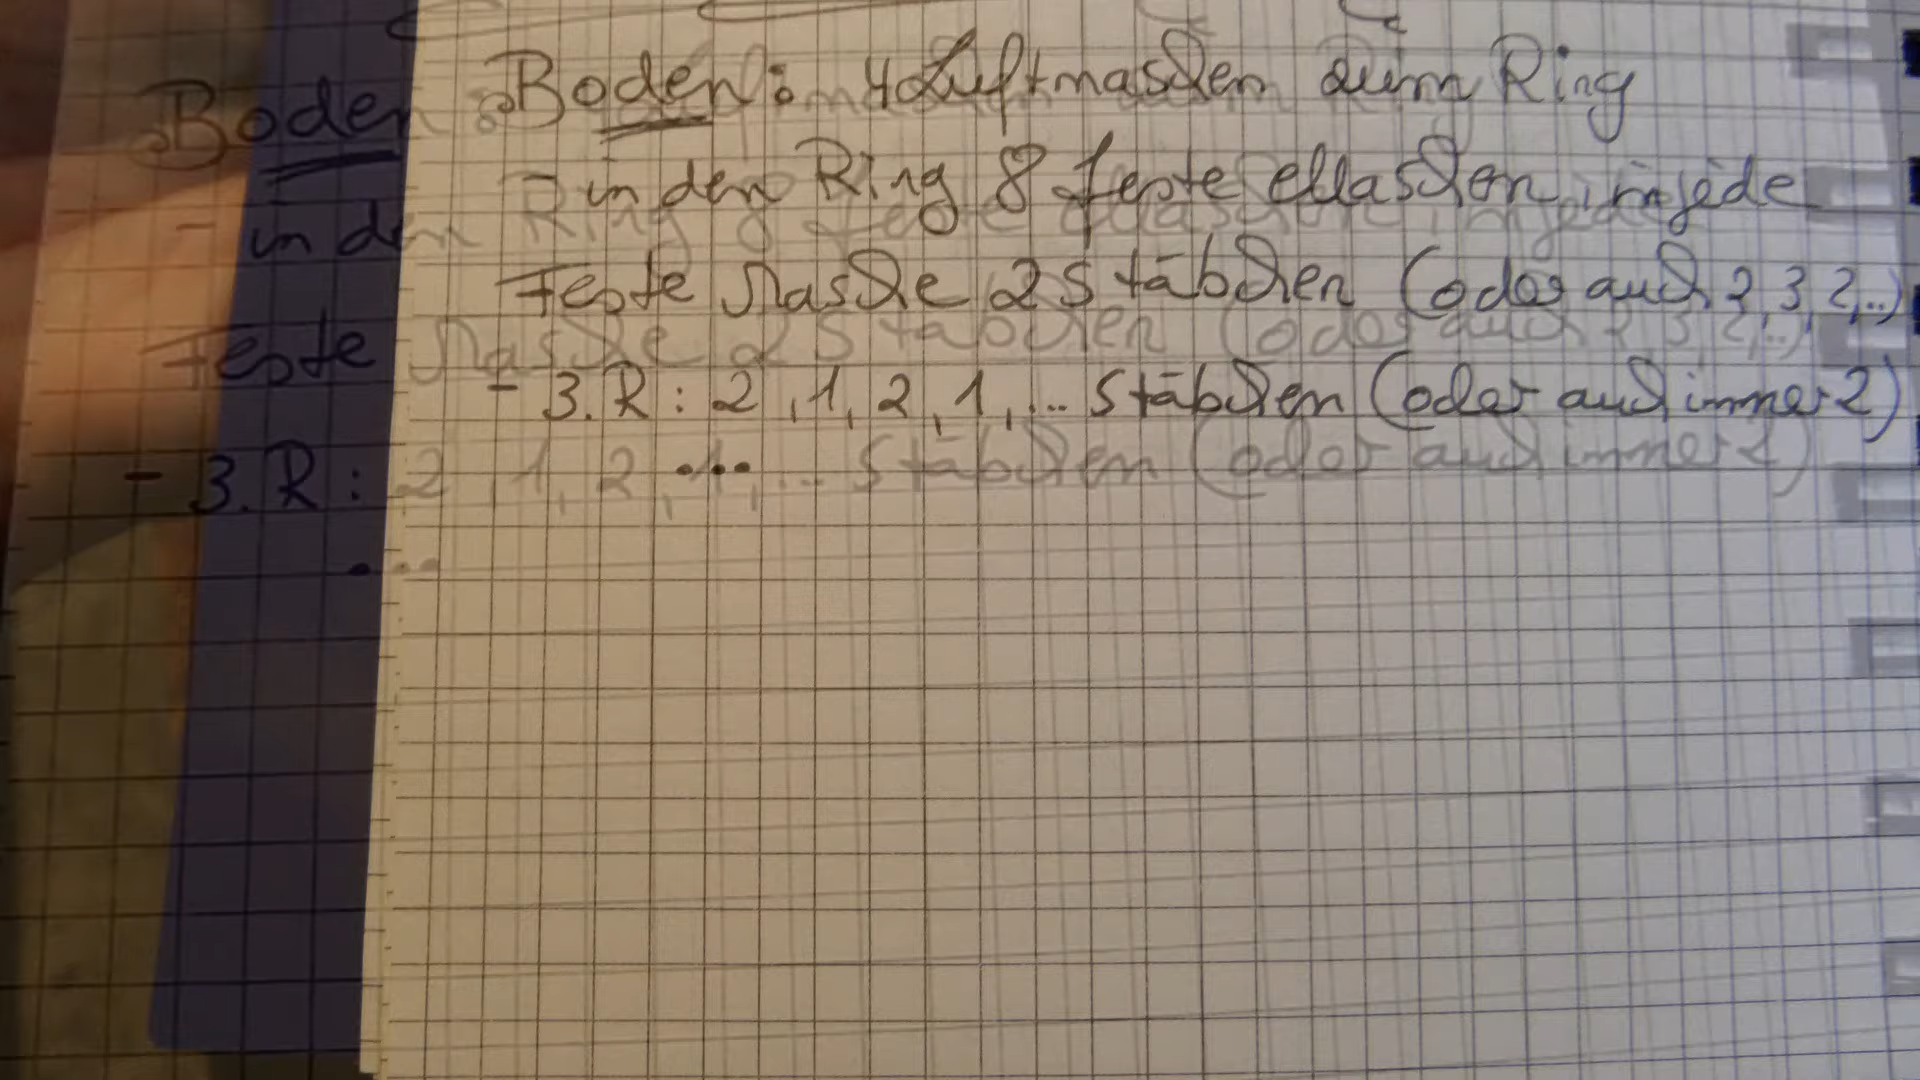 Boden: 4 Luftmaschen zum Ring
- in den Ring 8 feste Maschen, in jede
Feste Masche 2 Stäbchen (oder auch 2, 3, 2,..)
- 3. R: 2, 1, 2, 1, ... Stäbchen (oder auch immer 2)
...